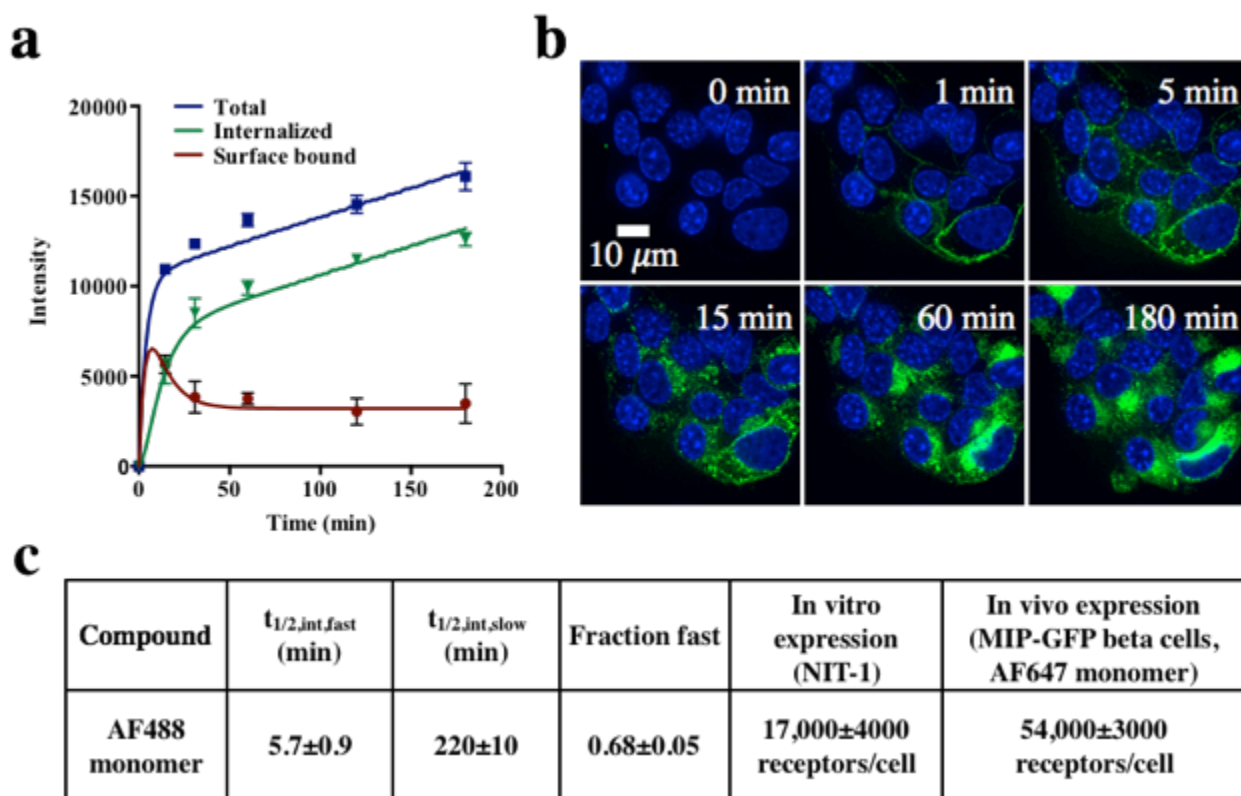 a
b
Total
Internalized
Surface bound
20000
15000
10000
5000
0
Intensity
0
50
100
150
200
Time (min)
0 min
10 μm
1 min
5 min
15 min
60 min
180 min
c
Compound
t1/2,int,fast
(min)
t1/2,int,slow
(min)
Fraction fast
In vitro
expression
(NIT-1)
In vivo expression
(MIP-GFP beta cells,
AF647 monomer)
AF488
monomer
5.7±0.9
220±10
0.68±0.05
17,000±4000
receptors/cell
54,000±3000
receptors/cell